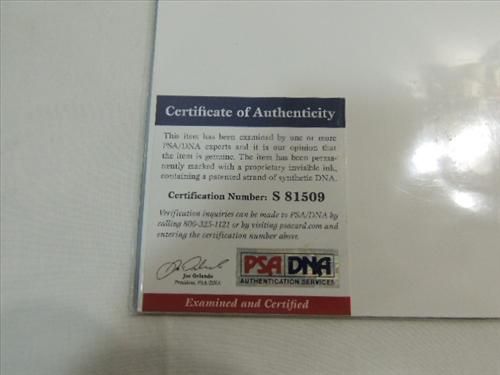 Certificate of Authenticity
This item has been examined by one or more
PSA/DNA experts and it is our opinion that
the item is genuine. The item has been perma-
nently marked with a proprietary invisible ink,
containing a patented strand of synthetic DNA.
Certification Number: S 81509
Verification inquiries can be made to PSA/DNA by
calling 800-325-1121 or by visiting psacard.com and
entering the certification number above.
Joe Orlando
President, PSA/DNA
PSA DNA
AUTHENTICATION SERVICES
Examined and Certified